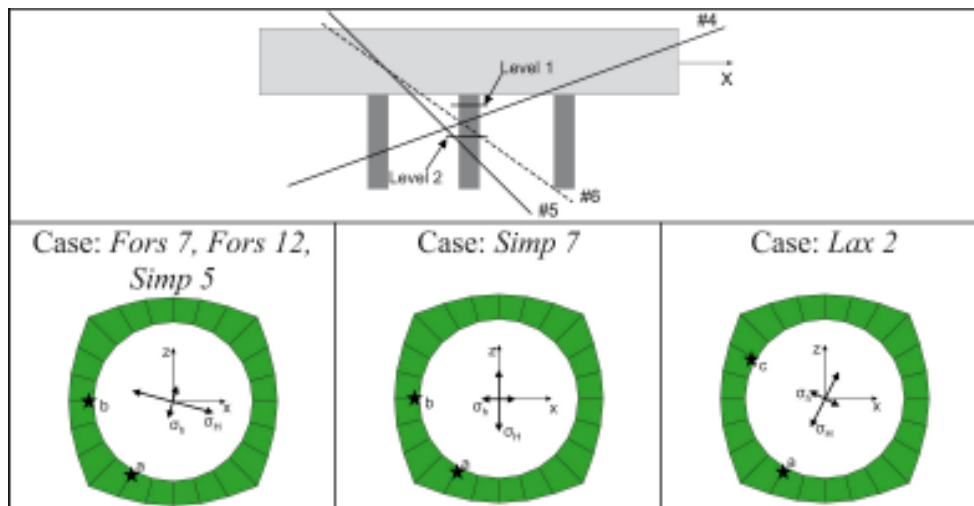 #4
Level 1
X
Level 2
#6
#5
Case: Fors 7, Fors 12,
Simp 5
Case: Simp 7
Case: Lax 2
z
x
b
σh
σH
a
z
x
b
σh
σH
a
z
x
c
σh
σH
a